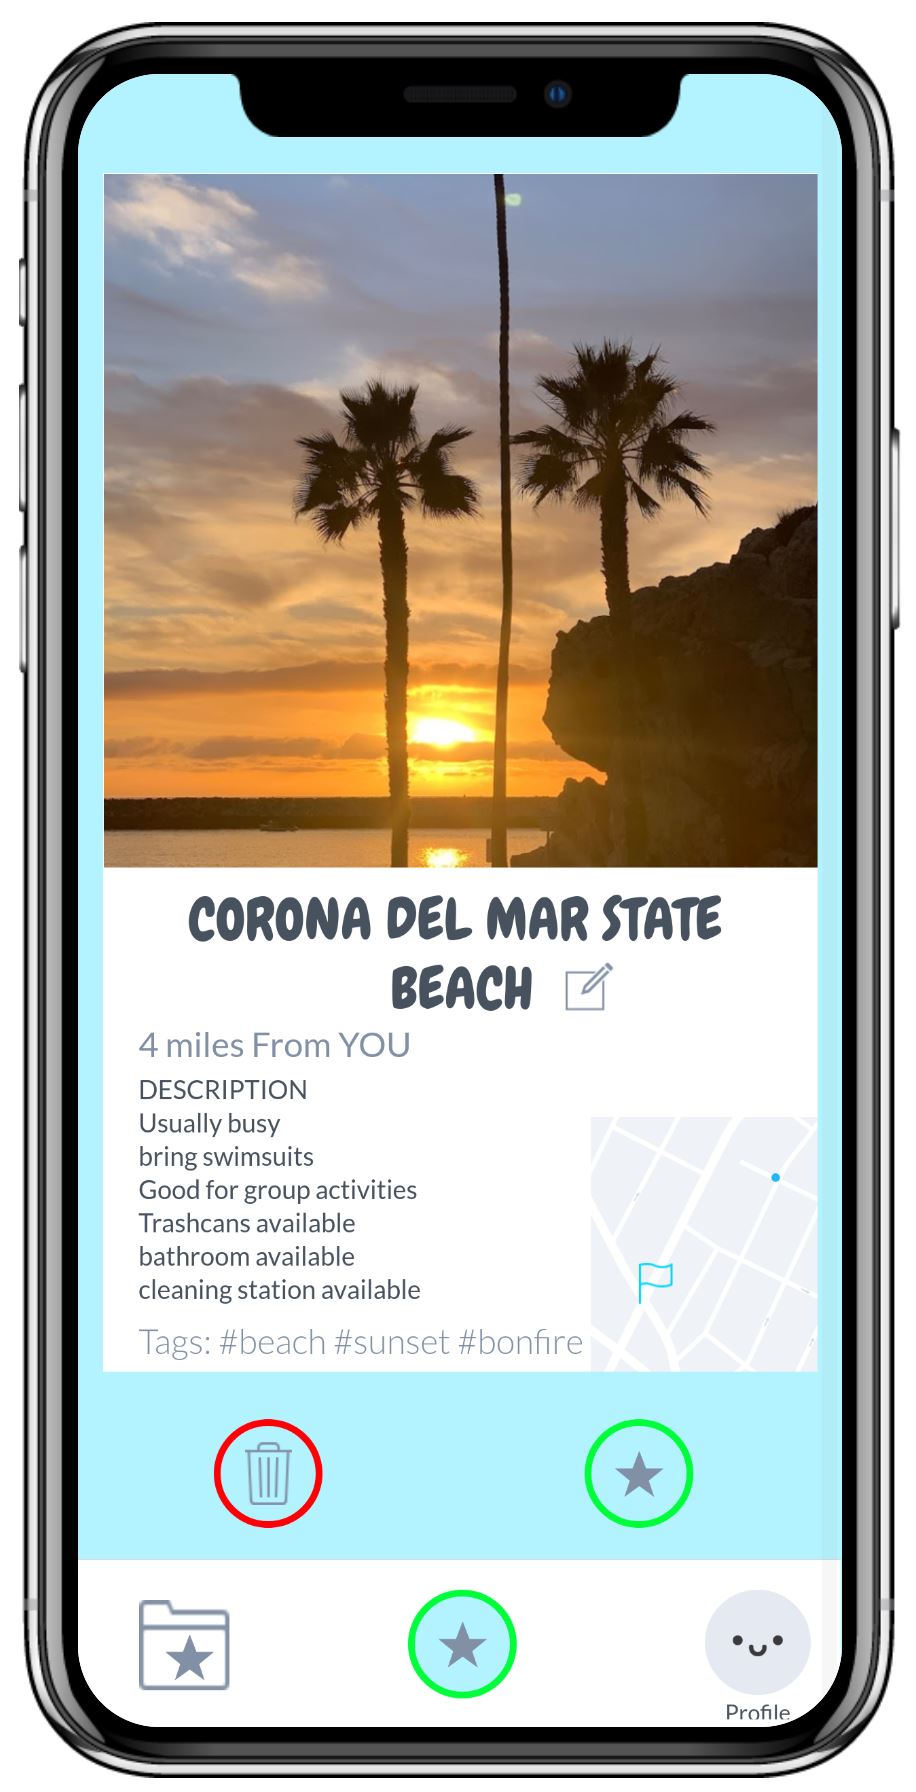 CORONA DEL MAR STATE
BEACH
4 miles From YOU
DESCRIPTION
Usually busy
bring swimsuits
Good for group activities
Trashcans available
bathroom available
cleaning station available
Tags: #beach #sunset #bonfire
Profile